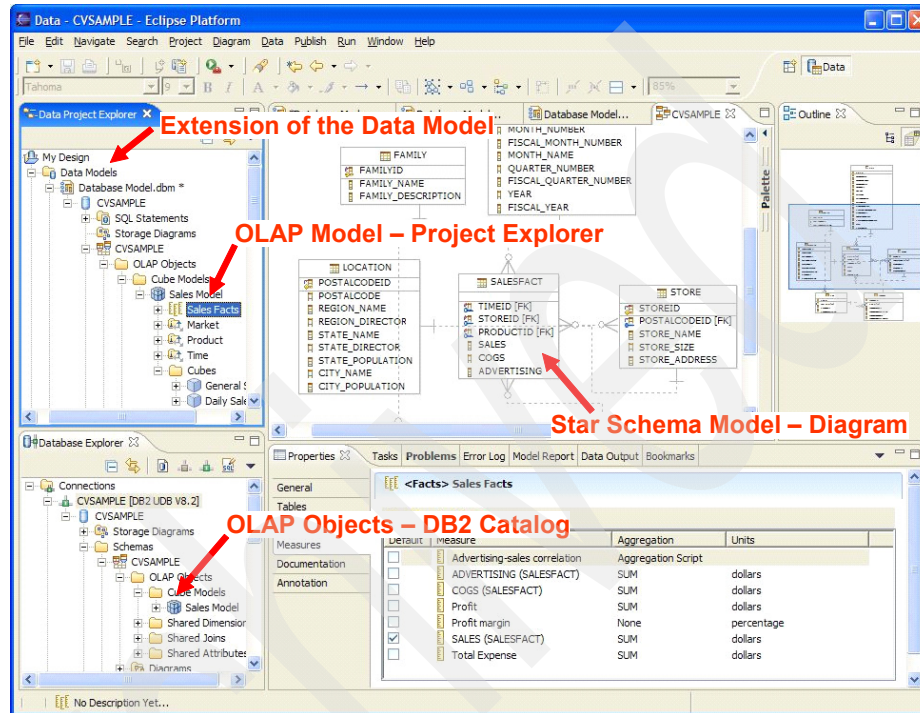 Data - CVSAMPLE - Eclipse Platform
File Edit Navigate Search Project Diagram Data Publish Run Window Help
Data
Tahoma 9 B I A 85%
Data Project Explorer
Extension of the Data Model
My Design
Data Models
Database Model.dbm *
CVSAMPLE
SQL Statements
Storage Diagrams
CVSAMPLE
OLAP Model – Project Explorer
OLAP Objects
Cube Models
Sales Model
Sales Facts
Market
Product
Time
Cubes
General S
Daily Sale
Database Model...
CVSAMPLE
MONTH_NUMBER
FISCAL_MONTH_NUMBER
MONTH_NAME
QUARTER_NUMBER
FISCAL_QUARTER_NUMBER
YEAR
FISCAL_YEAR
FAMILY
FAMILYID
FAMILY_NAME
FAMILY_DESCRIPTION
Palette
LOCATION
POSTALCODEID
POSTALCODE
REGION_NAME
REGION_DIRECTOR
STATE_NAME
STATE_DIRECTOR
STATE_POPULATION
CITY_NAME
CITY_POPULATION
SALESFACT
TIMEID [FK]
STOREID [FK]
PRODUCTID [FK]
SALES
COGS
ADVERTISING
STORE
STOREID
POSTALCODEID [FK]
STORE_NAME
STORE_SIZE
STORE_ADDRESS
Star Schema Model – Diagram
Outline
Database Explorer
SQL
Connections
CVSAMPLE [DB2 UDB V8.2]
CVSAMPLE
Storage Diagrams
Schemas
CVSAMPLE
OLAP Objects – DB2 Catalog
OLAP Objects
Cube Models
Sales Model
Shared Dimension
Shared Joins
Shared Attributes
Diagrams
Properties Tasks Problems Error Log Model Report Data Output Bookmarks
General
Tables
Measures
Documentation
Annotation
<Facts> Sales Facts
Default Measure Aggregation Units
Advertising-sales correlation Aggregation Script
ADVERTISING (SALESFACT) SUM dollars
COGS (SALESFACT) SUM dollars
Profit SUM dollars
Profit margin None percentage
SALES (SALESFACT) SUM dollars
Total Expense SUM dollars
No Description Yet...